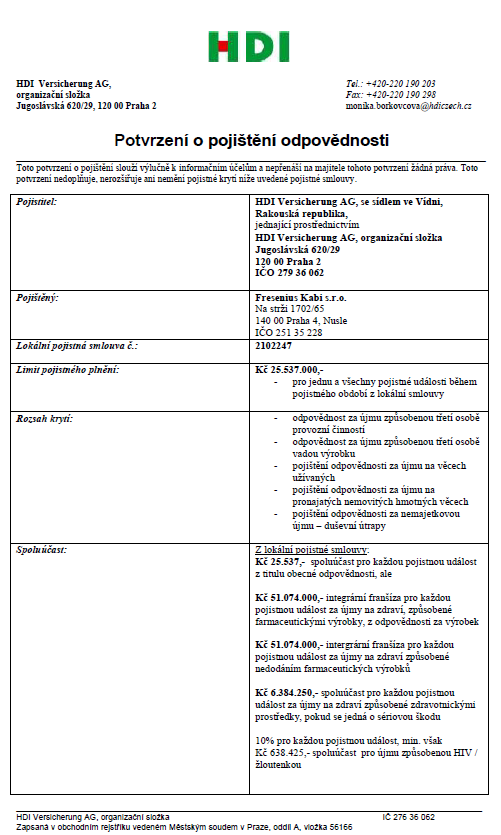 HDI
HDI Versicherung AG,
organizační složka
Jugoslávská 620/29, 120 00 Praha 2
Tel.: +420-220 190 203
Fax: +420-220 190 298
monika.borkovcova@hdiczech.cz
Potvrzení o pojištění odpovědnosti
Toto potvrzení o pojištění slouží výlučně k informačním účelům a nepřenáší na majitele tohoto potvrzení žádná práva. Toto
potvrzení nedoplňuje, nerozšiřuje ani nemění pojistné krytí níže uvedené pojistné smlouvy.
Pojistitel:
HDI Versicherung AG, se sídlem ve Vídni,
Rakouská republika,
jednající prostřednictvím
HDI Versicherung AG, organizační složka
Jugoslávská 620/29
120 00 Praha 2
IČO 279 36 062
Pojištěný:
Fresenius Kabi s.r.o.
Na strži 1702/65
140 00 Praha 4, Nusle
IČO 251 35 228
Lokální pojistná smlouva č.:
2102247
Limit pojistného plnění:
Kč 25.537.000,-
- pro jednu a všechny pojistné události během
pojistného období z lokální smlouvy
Rozsah krytí:
- odpovědnost za újmu způsobenou třetí osobě
provozní činností
- odpovědnost za újmu způsobenou třetí osobě
vadou výrobku
- pojištění odpovědnosti za újmu na věcech
užívaných
- pojištění odpovědnosti za újmu na
pronajatých nemovitých hmotných věcech
- pojištění odpovědnosti za nemajetkovou
újmu – duševní útrapy
Spoluúčast:
Z lokální pojistné smlouvy:
Kč 25.537,- spoluúčast pro každou pojistnou událost
z titulu obecné odpovědnosti, ale
Kč 51.074.000,- integrární franšíza pro každou
pojistnou událost za újmy na zdraví, způsobené
farmaceutickými výrobky, z odpovědnosti za výrobek
Kč 51.074.000,- intergrární franšíza pro každou
pojistnou událost za újmy na zdraví způsobené
nedodáním farmaceutických výrobků
Kč 6.384.250,- spoluúčast pro každou pojistnou
událost za újmy na zdraví způsobené zdravotnickými
prostředky, pokud se jedná o sériovou škodu
10% pro každou pojistnou událost, min. však
Kč 638.425,- spoluúčast pro újmu způsobenou HIV /
žloutenkou
HDI Versicherung AG, organizační složka
IČ 276 36 062
Zapsaná v obchodním rejstříku vedeném Městským soudem v Praze, oddíl A, vložka 56166